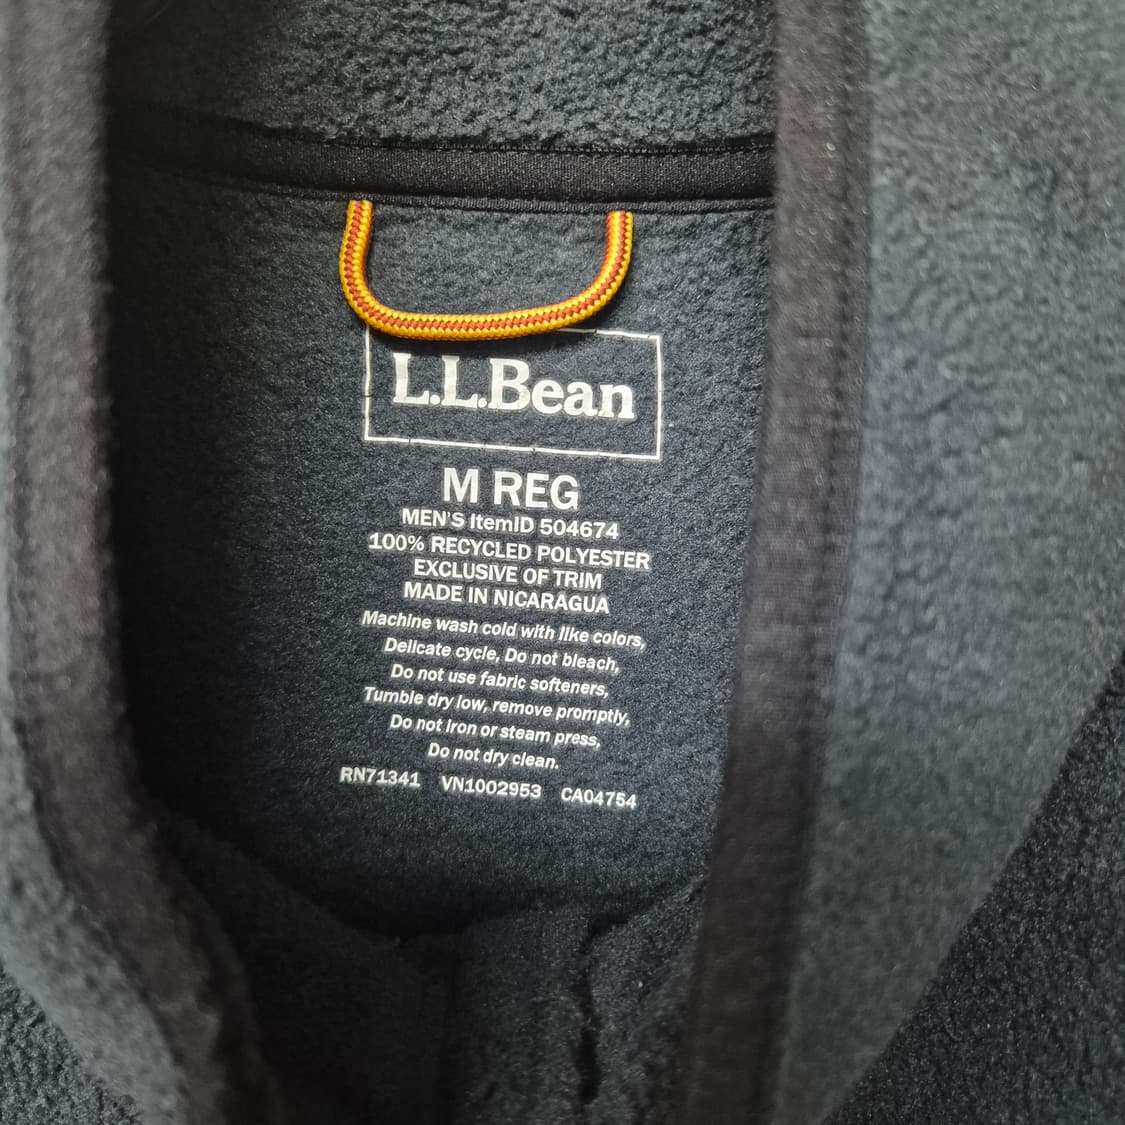 L.L.Bean
M REG
MEN'S ItemID 504674
100% RECYCLED POLYESTER
EXCLUSIVE OF TRIM
MADE IN NICARAGUA
Machine wash cold with like colors,
Delicate cycle, Do not bleach,
Do not use fabric softeners,
Tumble dry low, remove promptly,
Do not iron or steam press,
Do not dry clean.
RN71341 VN1002953 CA04754